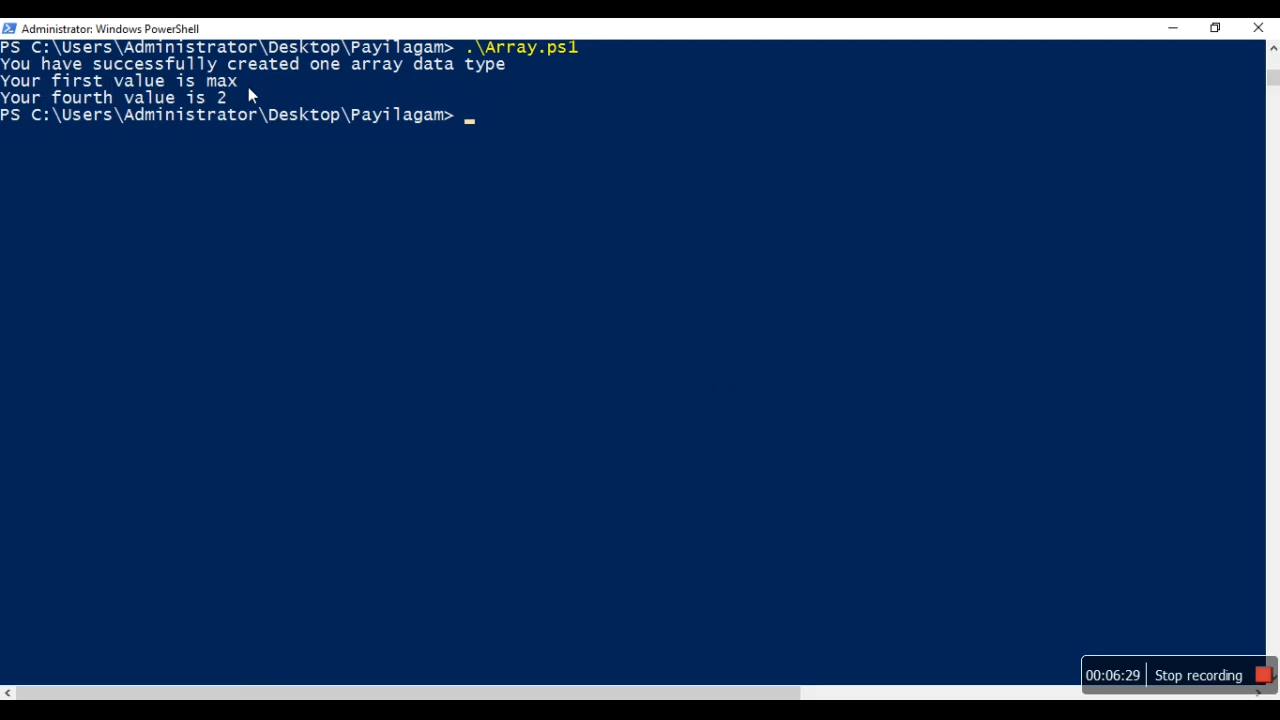 Administrator: Windows PowerShell
PS C:\Users\Administrator\Desktop\Payilagam> .\Array.ps1
You have successfully created one array data type
Your first value is max
Your fourth value is 2
PS C:\Users\Administrator\Desktop\Payilagam>
00:06:29 Stop recording